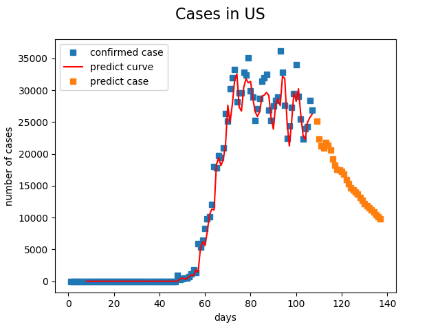 Cases in US
confirmed case
predict curve
predict case
number of cases
35000
30000
25000
20000
15000
10000
5000
0
0 20 40 60 80 100 120 140
days